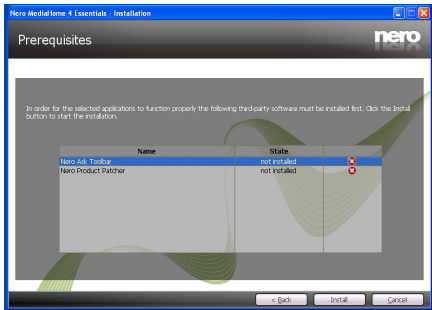 Nero MediaHome 4 Essentials - Installation
Prerequisites
nero
In order for the selected applications to function properly the following third-party software must be installed first. Click the Install
button to start the installation.
Name State
Nero Ask Toolbar not installed
Nero Product Patcher not installed
< Back Install Cancel